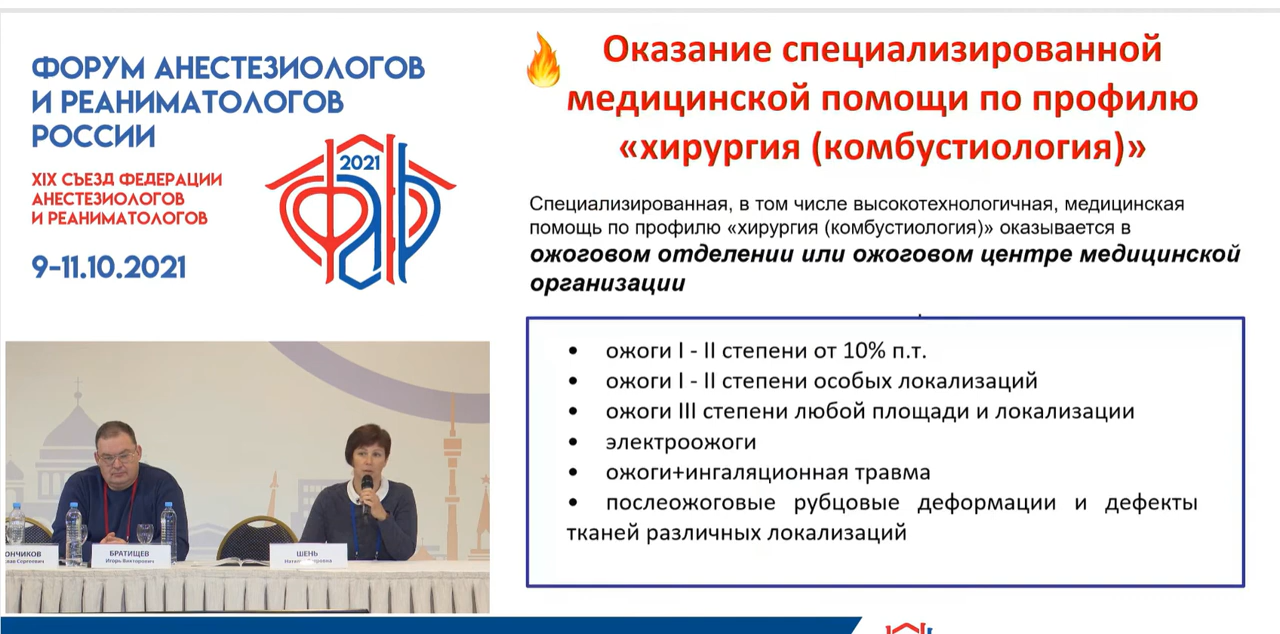 ФОРУМ АНЕСТЕЗИОЛОГОВ
И РЕАНИМАТОЛОГОВ
РОССИИ
XIX СЪЕЗД ФЕДЕРАЦИИ
АНЕСТЕЗИОЛОГОВ
И РЕАНИМАТОЛОГОВ
9-11.10.2021
2021
ФАР
Оказание специализированной
медицинской помощи по профилю
«хирургия (комбустиология)»
Специализированная, в том числе высокотехнологичная, медицинская
помощь по профилю «хирургия (комбустиология)» оказывается в
ожоговом отделении или ожоговом центре медицинской
организации
• ожоги I - II степени от 10% п.т.
• ожоги I - II степени особых локализаций
• ожоги III степени любой площади и локализации
• электроожоги
• ожоги+ингаляционная травма
• послеожоговые рубцовые деформации и дефекты
тканей различных локализаций
ОНЧИКОВ
Сергеевич
БРАТИЩЕВ
Игорь Викторович
ШЕНЬ